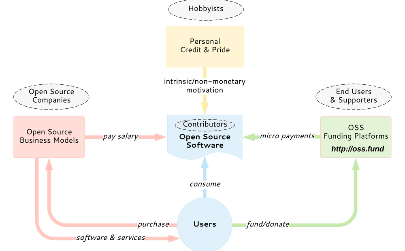 Hobbyists
Personal
Credit & Pride
intrinsic/non-monetary
motivation
Open Source
Companies
End Users
& Supporters
Open Source
Business Models
pay salary
Contributors
Open Source
Software
micro payments
OSS
Funding Platforms
http://oss.fund
consume
purchase
Users
fund/donate
software & services